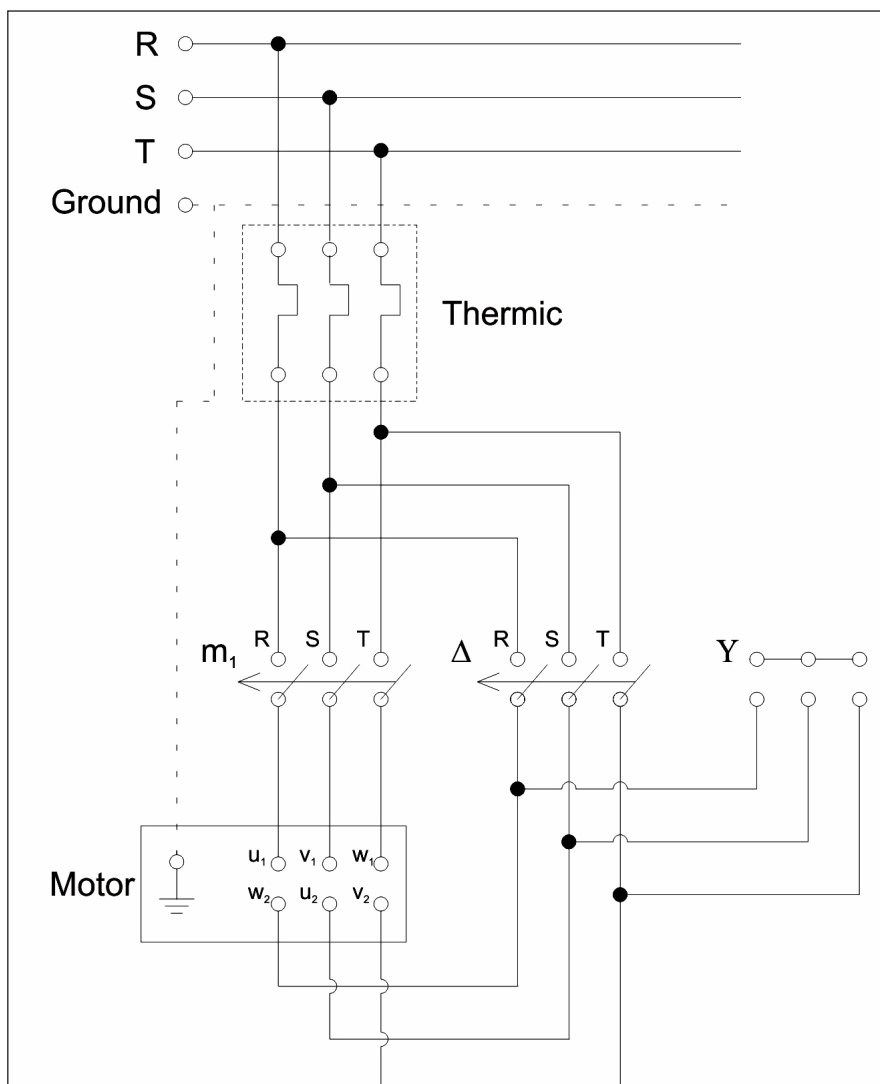 R
S
T
Ground
Thermic
m₁ R S T Δ R S T Y
Motor
u₁ v₁ w₁
w₂ u₂ v₂